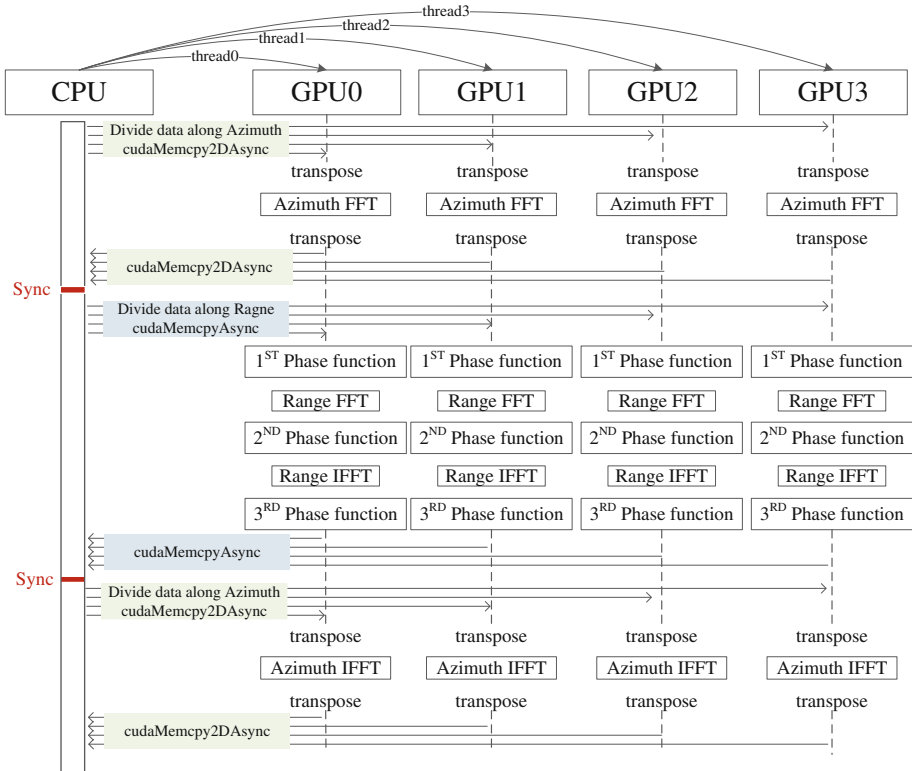 thread3
thread2
thread1
thread0
CPU GPU0 GPU1 GPU2 GPU3
Divide data along Azimuth
cudaMemcpy2DAsync
transpose transpose transpose transpose
Azimuth FFT Azimuth FFT Azimuth FFT Azimuth FFT
transpose transpose transpose transpose
cudaMemcpy2DAsync
Sync
Divide data along Ragne
cudaMemcpyAsync
1ST Phase function 1ST Phase function 1ST Phase function 1ST Phase function
Range FFT Range FFT Range FFT Range FFT
2ND Phase function 2ND Phase function 2ND Phase function 2ND Phase function
Range IFFT Range IFFT Range IFFT Range IFFT
3RD Phase function 3RD Phase function 3RD Phase function 3RD Phase function
cudaMemcpyAsync
Sync
Divide data along Azimuth
cudaMemcpy2DAsync
transpose transpose transpose transpose
Azimuth IFFT Azimuth IFFT Azimuth IFFT Azimuth IFFT
transpose transpose transpose transpose
cudaMemcpy2DAsync